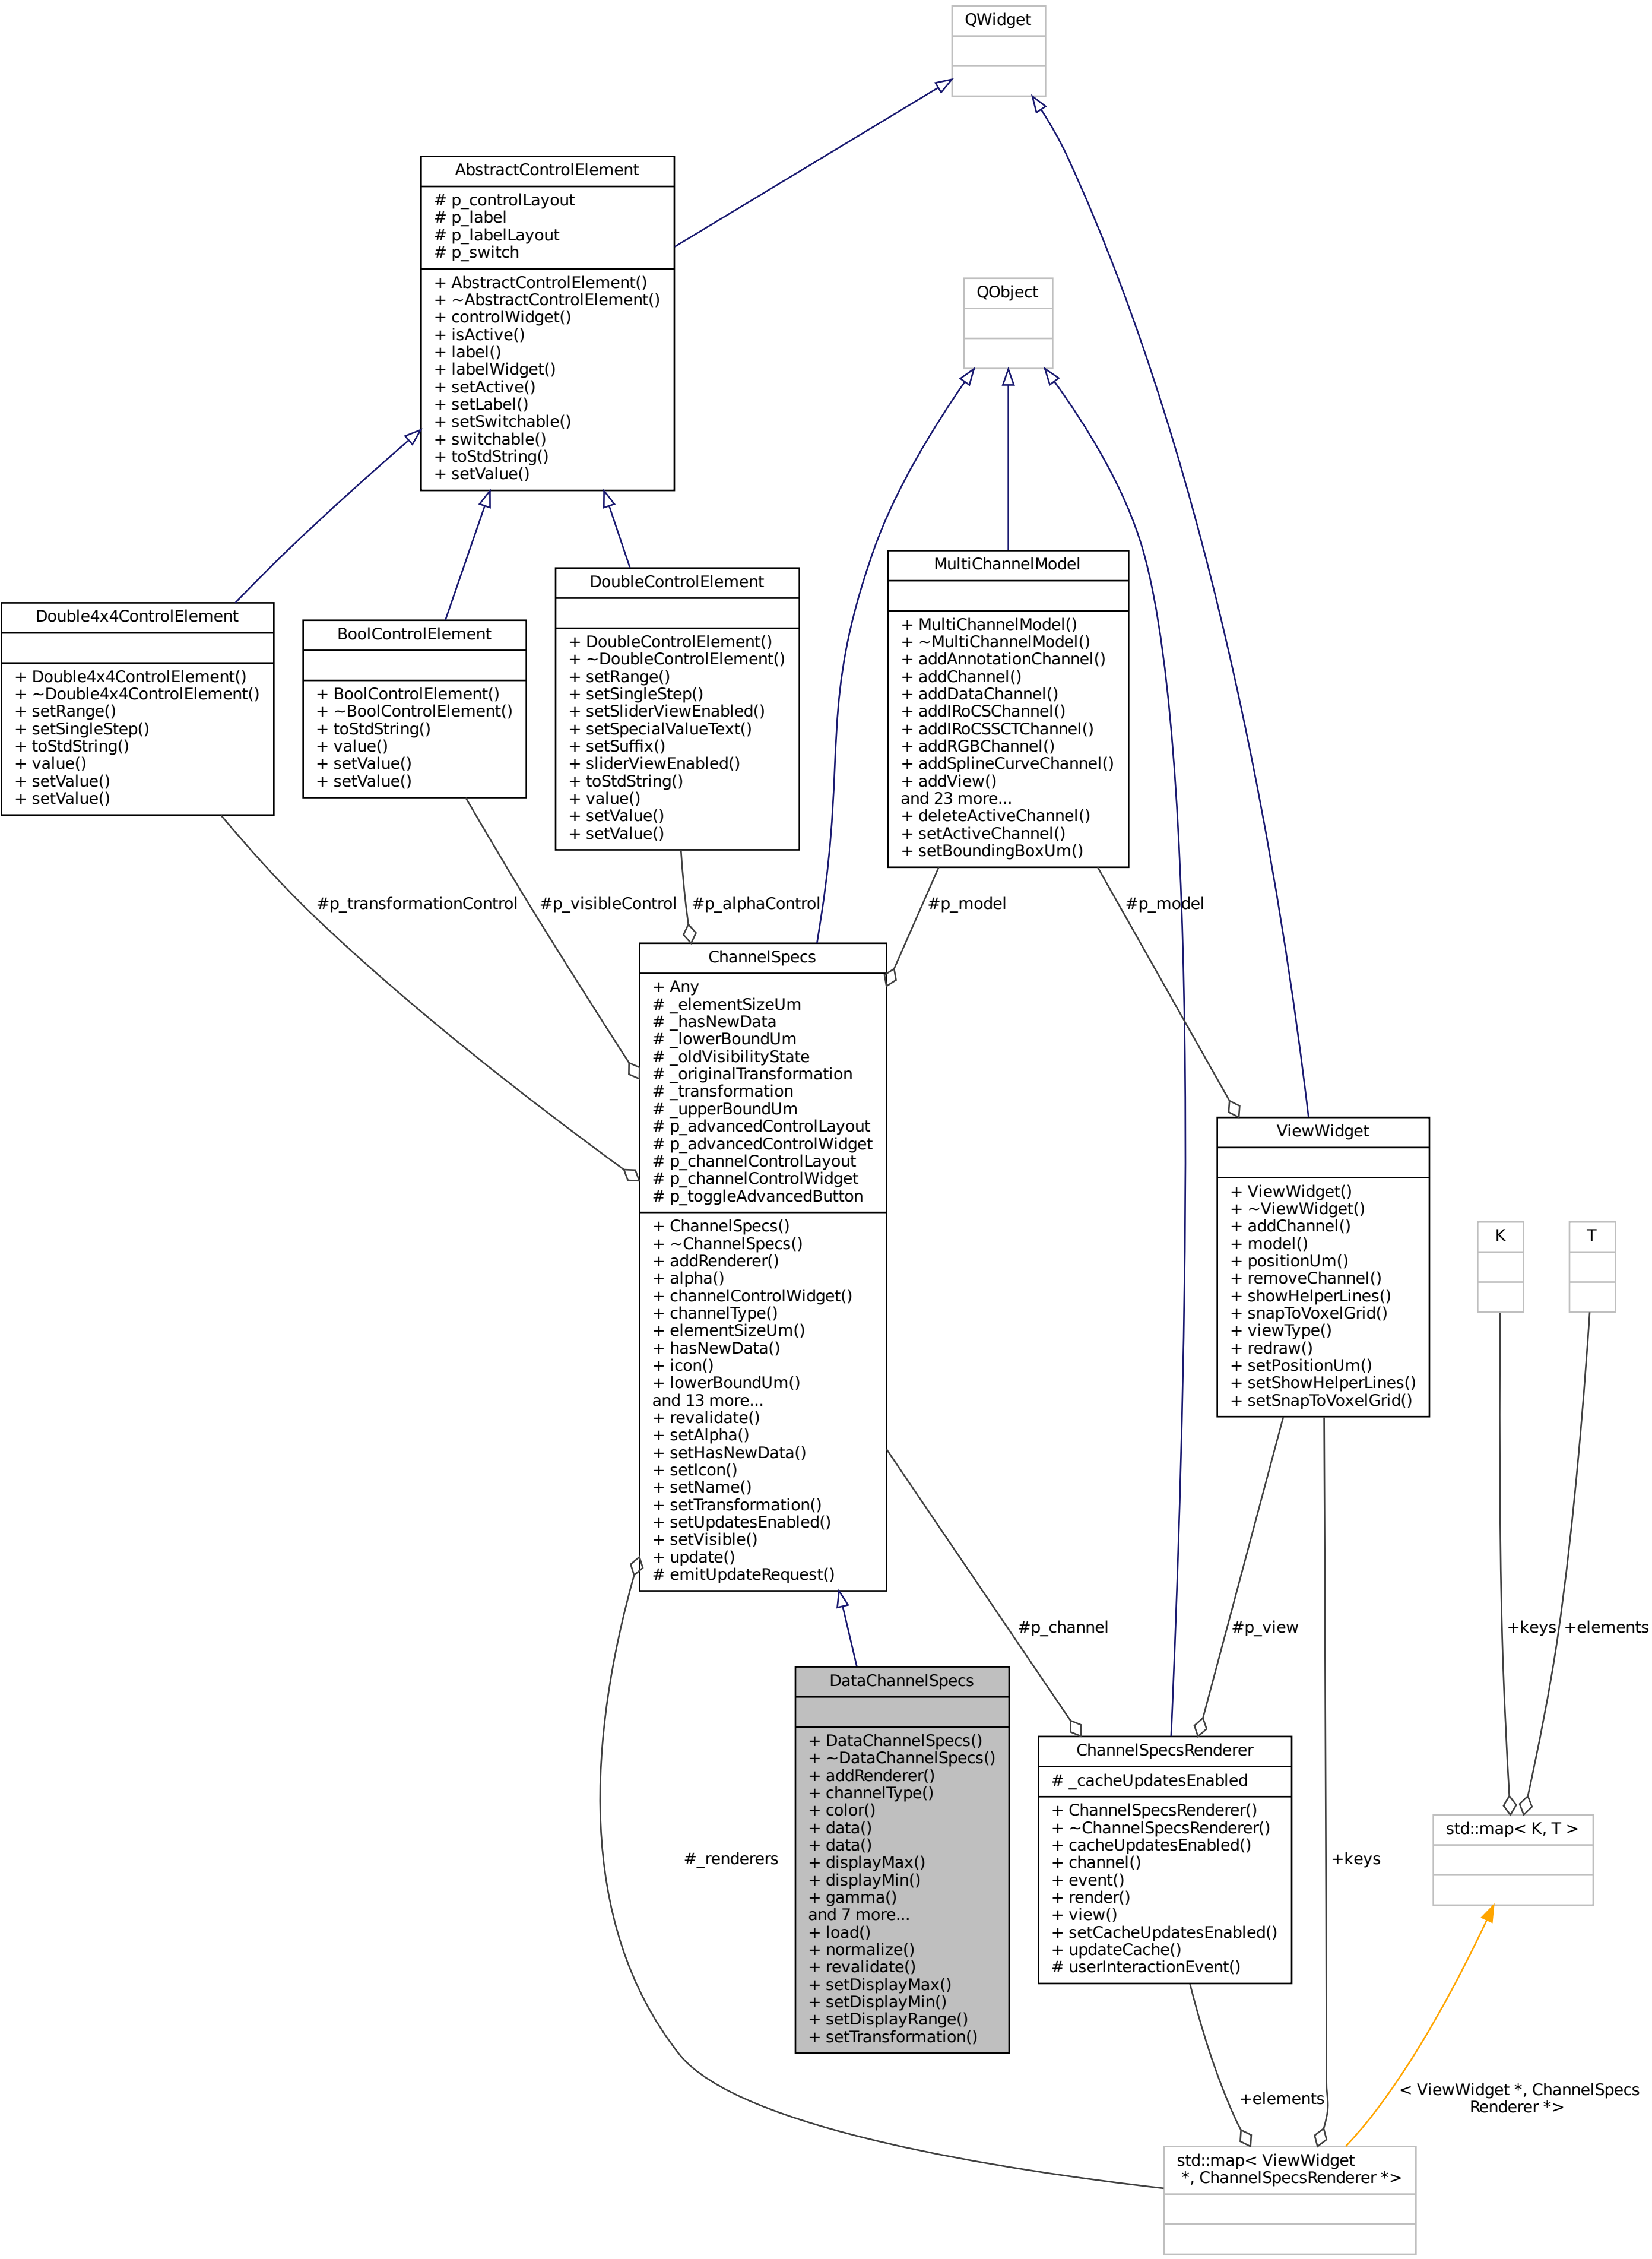 QWidget
AbstractControlElement
# p_controlLayout
# p_label
# p_labelLayout
# p_switch
+ AbstractControlElement()
+ ~AbstractControlElement()
+ controlWidget()
+ isActive()
+ label()
+ labelWidget()
+ setActive()
+ setLabel()
+ setSwitchable()
+ switchable()
+ toStdString()
+ setValue()
QObject
Double4x4ControlElement
+ Double4x4ControlElement()
+ ~Double4x4ControlElement()
+ setRange()
+ setSingleStep()
+ toStdString()
+ value()
+ setValue()
+ setValue()
BoolControlElement
+ BoolControlElement()
+ ~BoolControlElement()
+ toStdString()
+ value()
+ setValue()
+ setValue()
DoubleControlElement
+ DoubleControlElement()
+ ~DoubleControlElement()
+ setRange()
+ setSingleStep()
+ setSliderViewEnabled()
+ setSpecialValueText()
+ setSuffix()
+ sliderViewEnabled()
+ toStdString()
+ value()
+ setValue()
+ setValue()
MultiChannelModel
+ MultiChannelModel()
+ ~MultiChannelModel()
+ addAnnotationChannel()
+ addChannel()
+ addDataChannel()
+ addIRoCSChannel()
+ addIRoCSSCTChannel()
+ addRGBChannel()
+ addSplineCurveChannel()
+ addView()
and 23 more...
+ deleteActiveChannel()
+ setActiveChannel()
+ setBoundingBoxUm()
#p_transformationControl
#p_visibleControl
#p_alphaControl
#p_model
#p_model
ChannelSpecs
+ Any
# _elementSizeUm
# _hasNewData
# _lowerBoundUm
# _oldVisibilityState
# _originalTransformation
# _transformation
# _upperBoundUm
# p_advancedControlLayout
# p_advancedControlWidget
# p_channelControlLayout
# p_channelControlWidget
# p_toggleAdvancedButton
+ ChannelSpecs()
+ ~ChannelSpecs()
+ addRenderer()
+ alpha()
+ channelControlWidget()
+ channelType()
+ elementSizeUm()
+ hasNewData()
+ icon()
+ lowerBoundUm()
and 13 more...
+ revalidate()
+ setAlpha()
+ setHasNewData()
+ setIcon()
+ setName()
+ setTransformation()
+ setUpdatesEnabled()
+ setVisible()
+ update()
# emitUpdateRequest()
ViewWidget
+ ViewWidget()
+ ~ViewWidget()
+ addChannel()
+ model()
+ positionUm()
+ removeChannel()
+ showHelperLines()
+ snapToVoxelGrid()
+ viewType()
+ redraw()
+ setPositionUm()
+ setShowHelperLines()
+ setSnapToVoxelGrid()
K
T
#p_channel
#p_view
+keys
+elements
DataChannelSpecs
+ DataChannelSpecs()
+ ~DataChannelSpecs()
+ addRenderer()
+ channelType()
+ color()
+ data()
+ data()
+ displayMax()
+ displayMin()
+ gamma()
and 7 more...
+ load()
+ normalize()
+ revalidate()
+ setDisplayMax()
+ setDisplayMin()
+ setDisplayRange()
+ setTransformation()
ChannelSpecsRenderer
# _cacheUpdatesEnabled
+ ChannelSpecsRenderer()
+ ~ChannelSpecsRenderer()
+ cacheUpdatesEnabled()
+ channel()
+ event()
+ render()
+ view()
+ setCacheUpdatesEnabled()
+ updateCache()
# userInteractionEvent()
std::map< K, T >
#_renderers
+keys
+elements
< ViewWidget *, ChannelSpecs
Renderer *>
std::map< ViewWidget
*, ChannelSpecsRenderer *>